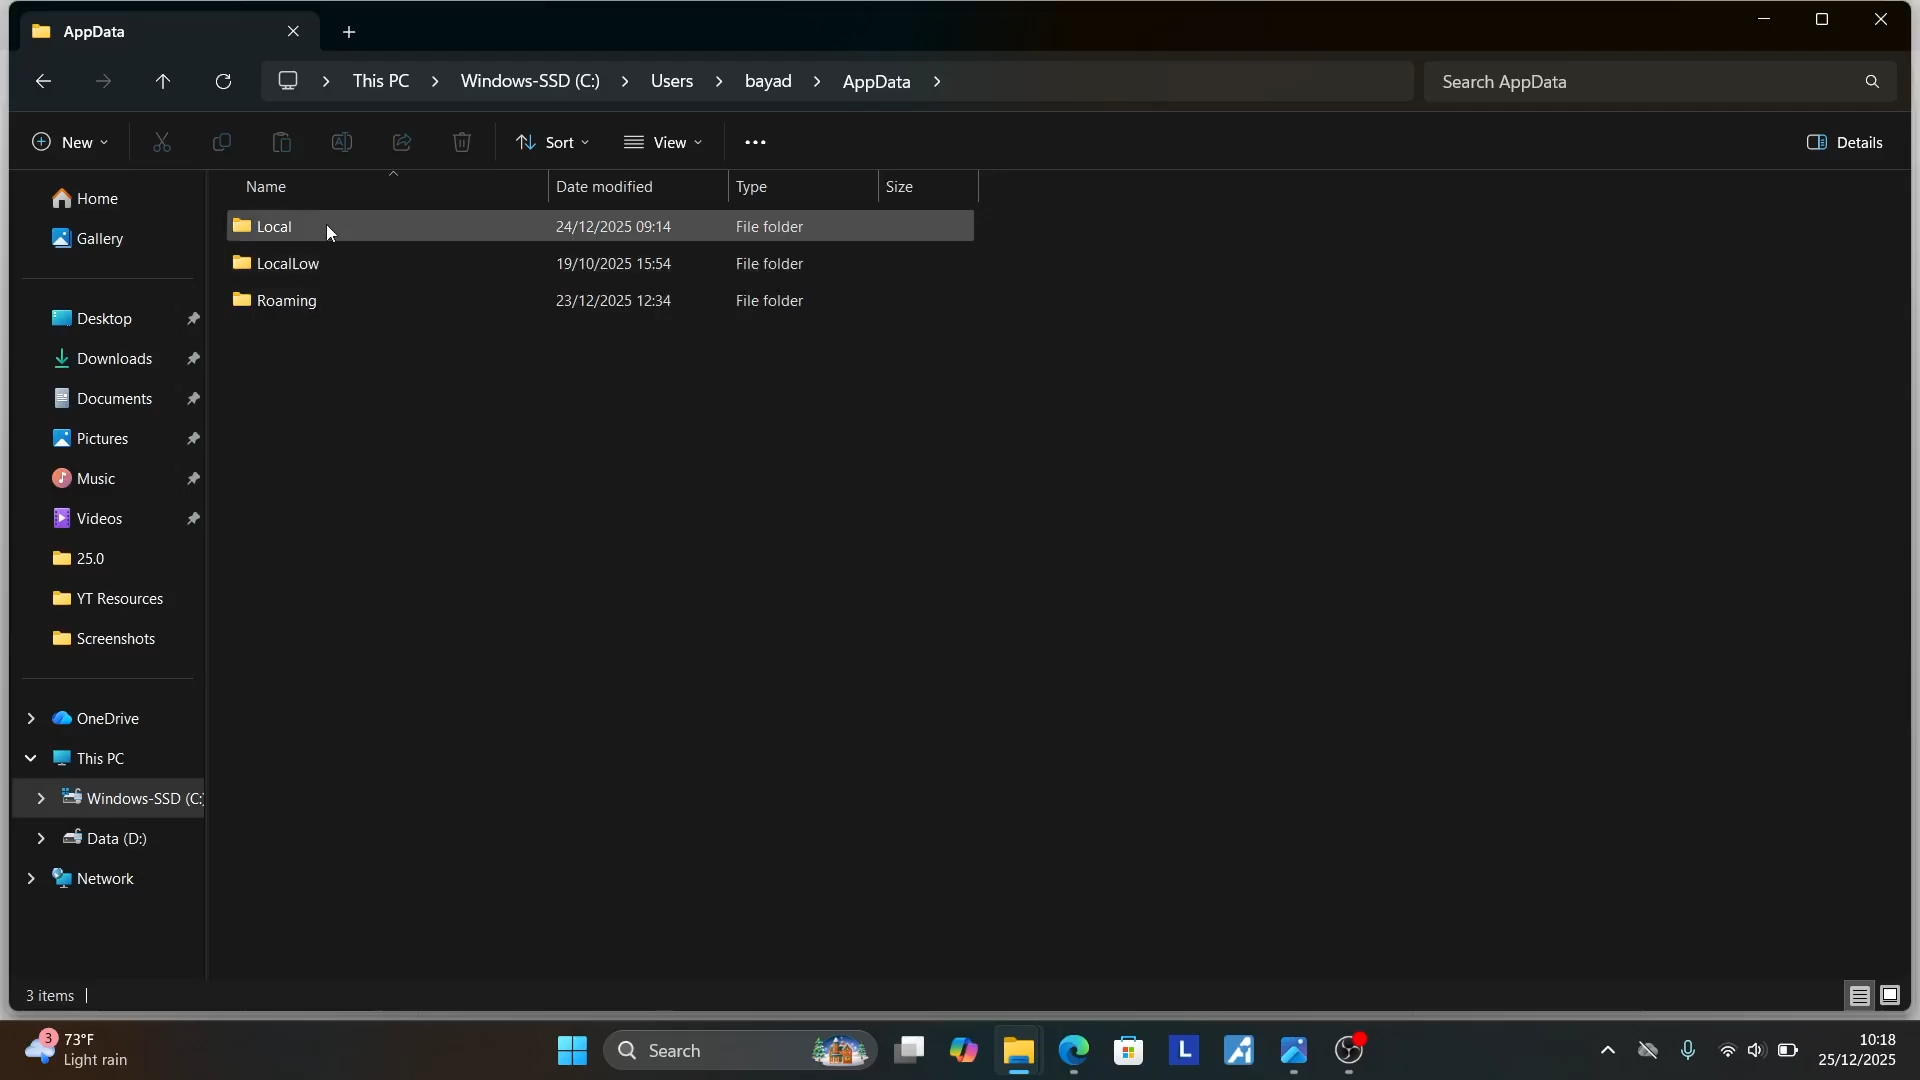 AppData
This PC > Windows-SSD (C:) > Users > bayad > AppData >
Search AppData
New
Sort
View
Details
Name
Date modified
Type
Size
Local 24/12/2025 09:14 File folder
LocalLow 19/10/2025 15:54 File folder
Roaming 23/12/2025 12:34 File folder
Home
Gallery
Desktop
Downloads
Documents
Pictures
Music
Videos
25.0
YT Resources
Screenshots
OneDrive
This PC
Windows-SSD (C:
Data (D:)
Network
3 items
3
73°F
Light rain
Search
L
10:18
25/12/2025